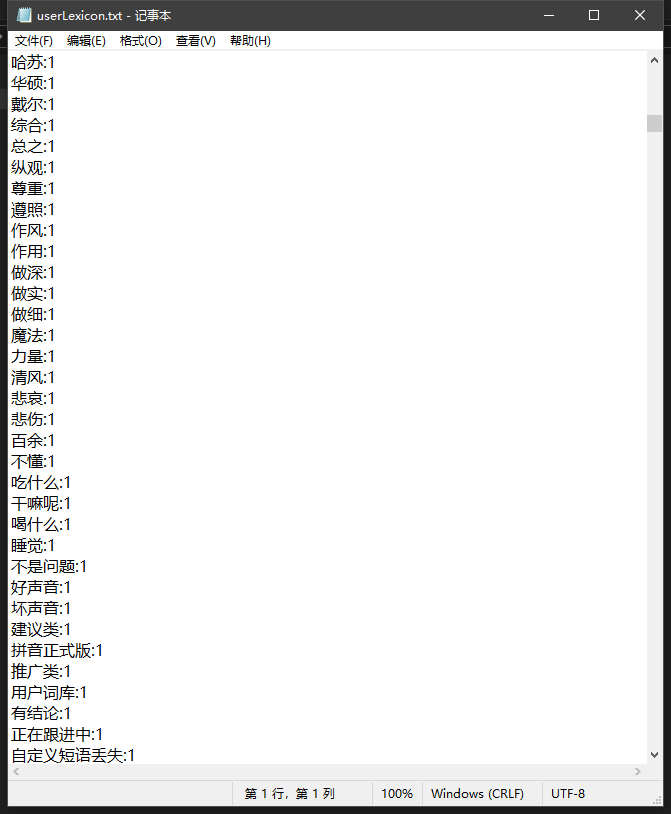 userLexicon.txt - 记事本
文件(F) 编辑(E) 格式(O) 查看(V) 帮助(H)
哈苏:1
华硕:1
戴尔:1
综合:1
总之:1
纵观:1
尊重:1
遵照:1
作风:1
作用:1
做深:1
做实:1
做细:1
魔法:1
力量:1
清风:1
悲哀:1
悲伤:1
百余:1
不懂:1
吃什么:1
干嘛呢:1
喝什么:1
睡觉:1
不是问题:1
好声音:1
坏声音:1
建议类:1
拼音正式版:1
推广类:1
用户词库:1
有结论:1
正在跟进中:1
自定义短语丢失:1
第 1 行，第 1 列 100% Windows (CRLF) UTF-8